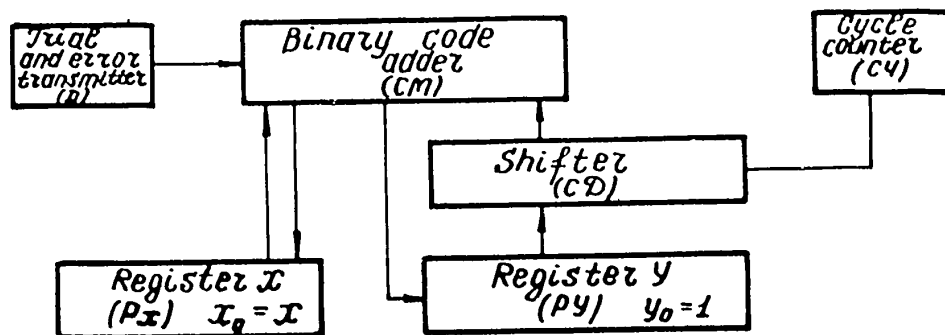 Trial
and error
transmitter
(D)
Binary code
adder
(CM)
Cycle
counter
(CЧ)
Shifter
(CD)
Register X
(Px) x₀ = x
Register Y
(PY) y₀ = 1